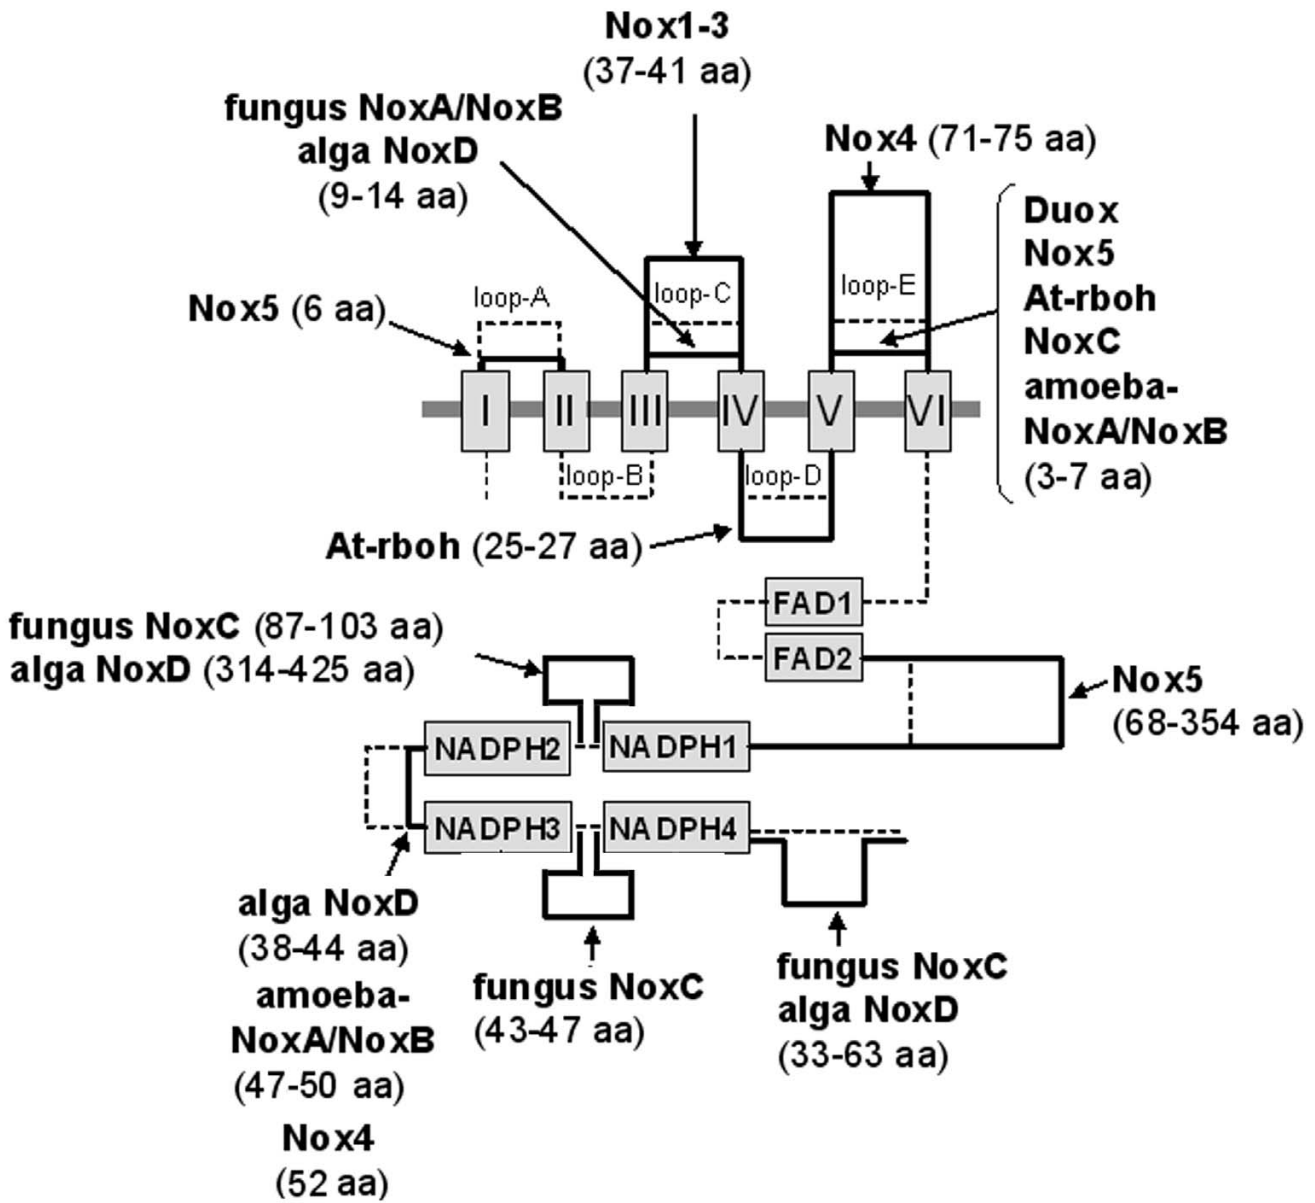 Nox1-3
(37-41 aa)
fungus NoxA/NoxB
alga NoxD
(9-14 aa)
Nox4 (71-75 aa)
Duox
Nox5
At-rboh
NoxC
amoeba-
NoxA/NoxB
(3-7 aa)
Nox5 (6 aa)
loop-A
loop-C
loop-E
I
II
III
IV
V
VI
loop-B
loop-D
At-rboh (25-27 aa)
FAD1
FAD2
fungus NoxC (87-103 aa)
alga NoxD (314-425 aa)
Nox5
(68-354 aa)
NADPH2
NADPH1
NADPH3
NADPH4
alga NoxD
(38-44 aa)
amoeba-
NoxA/NoxB
(47-50 aa)
Nox4
(52 aa)
fungus NoxC
(43-47 aa)
fungus NoxC
alga NoxD
(33-63 aa)